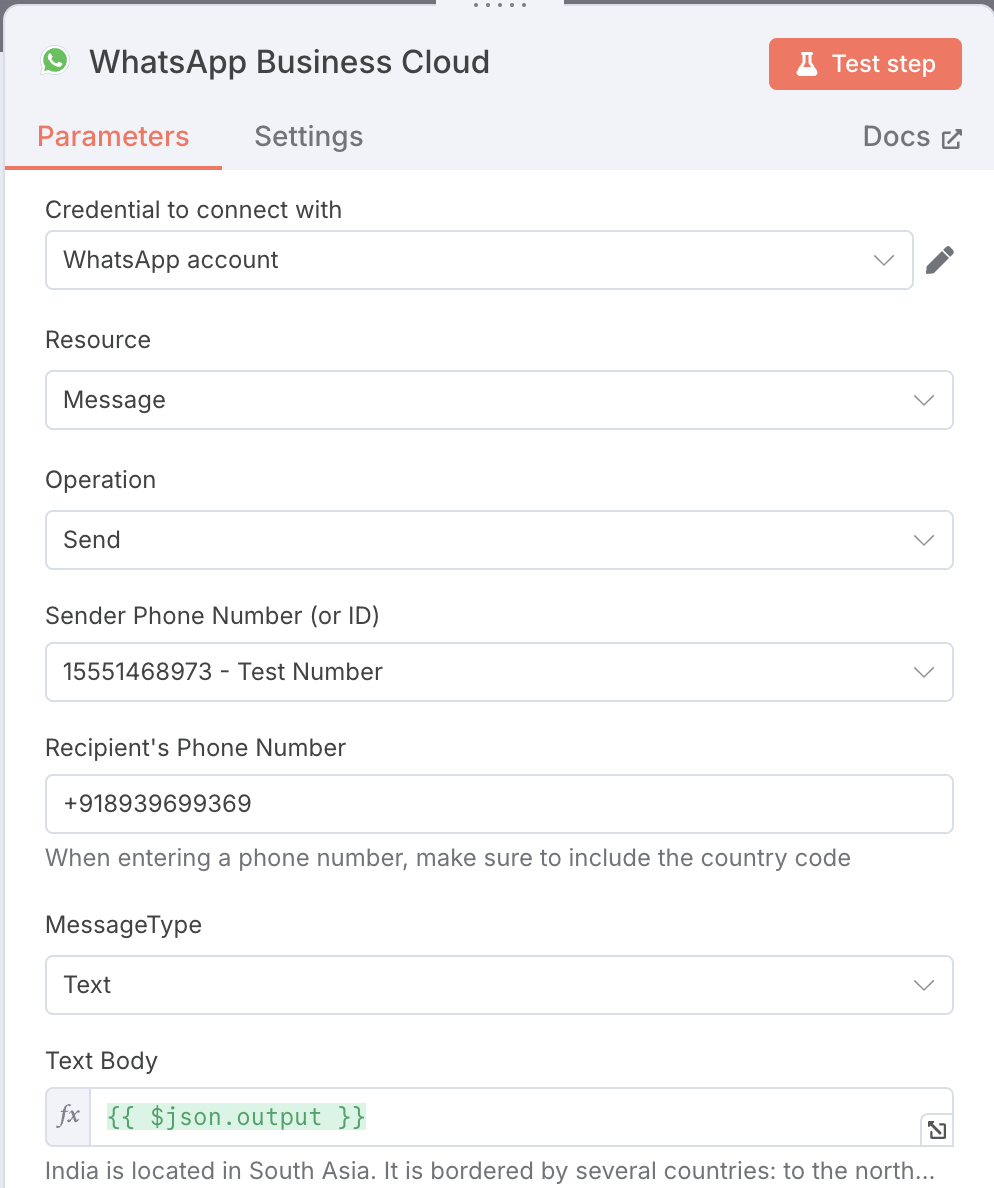 WhatsApp Business Cloud
Test step
Parameters Settings Docs
Credential to connect with
WhatsApp account
Resource
Message
Operation
Send
Sender Phone Number (or ID)
15551468973 - Test Number
Recipient's Phone Number
+918939699369
When entering a phone number, make sure to include the country code
MessageType
Text
Text Body
fx {{ $json.output }}
India is located in South Asia. It is bordered by several countries: to the north...